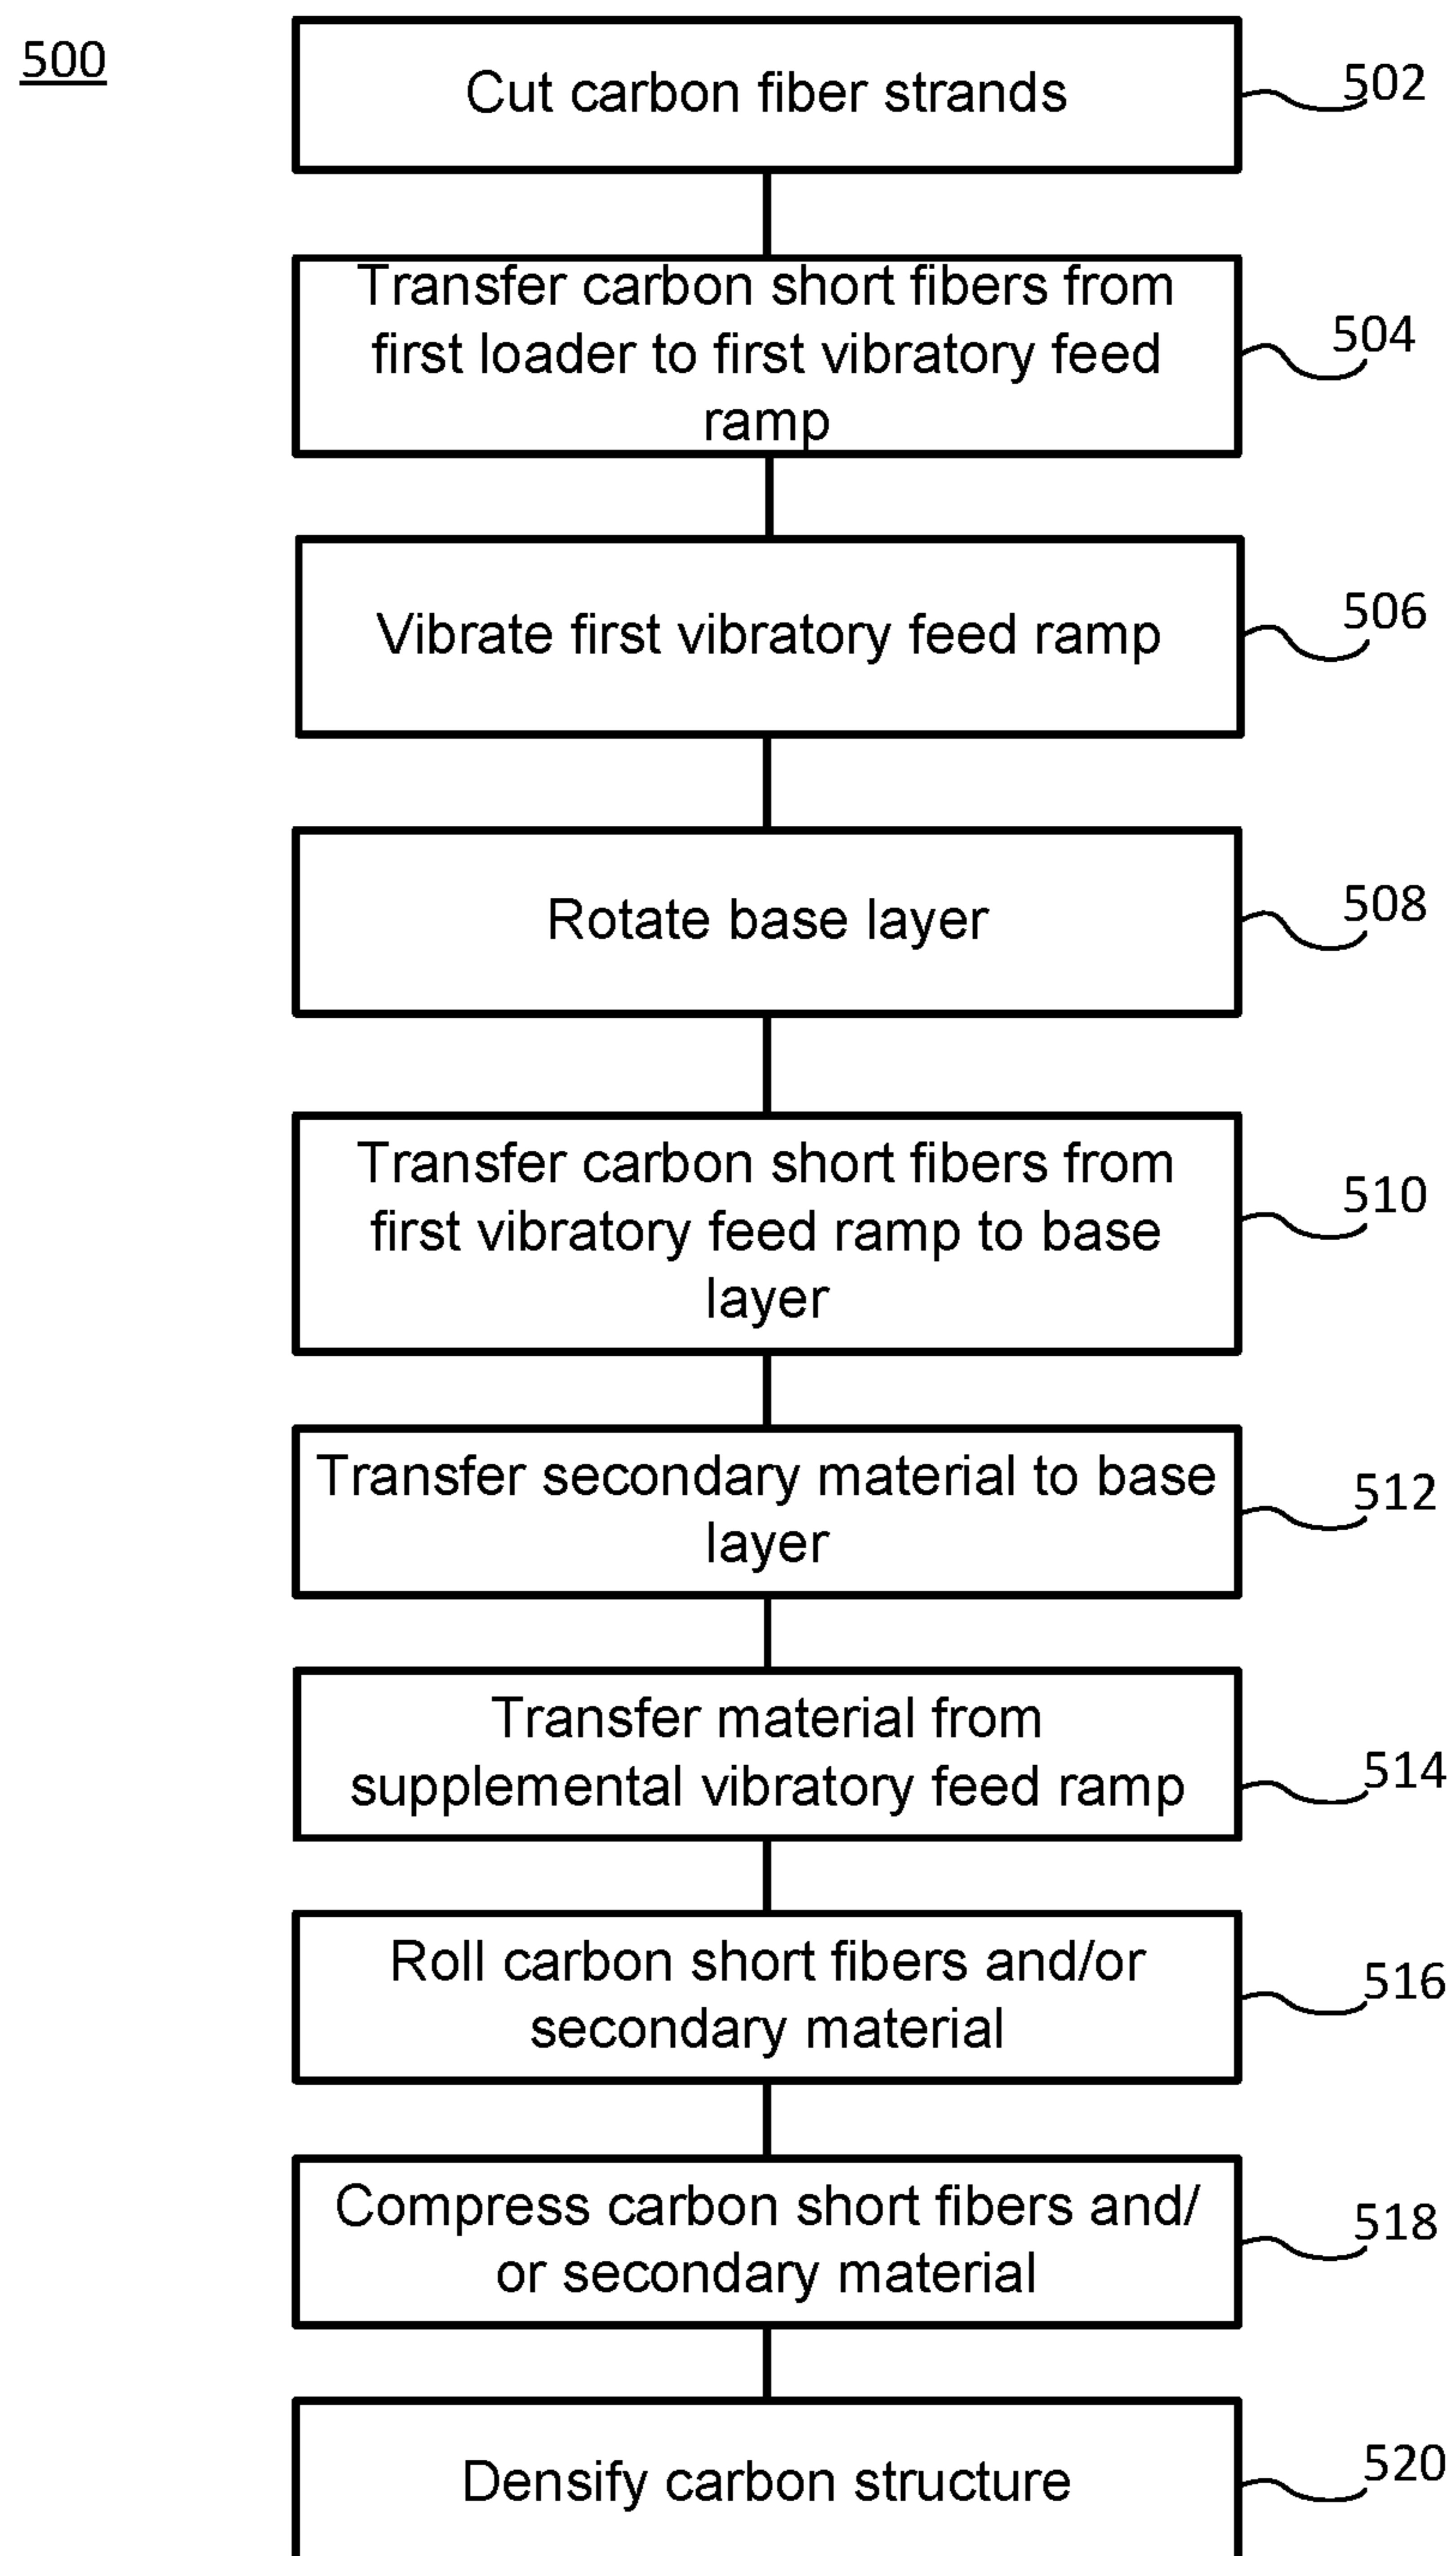 500
Cut carbon fiber strands
502
Transfer carbon short fibers from
first loader to first vibratory feed
ramp
504
Vibrate first vibratory feed ramp
506
Rotate base layer
508
Transfer carbon short fibers from
first vibratory feed ramp to base
layer
510
Transfer secondary material to base
layer
512
Transfer material from
supplemental vibratory feed ramp
514
Roll carbon short fibers and/or
secondary material
516
Compress carbon short fibers and/
or secondary material
518
Densify carbon structure
520